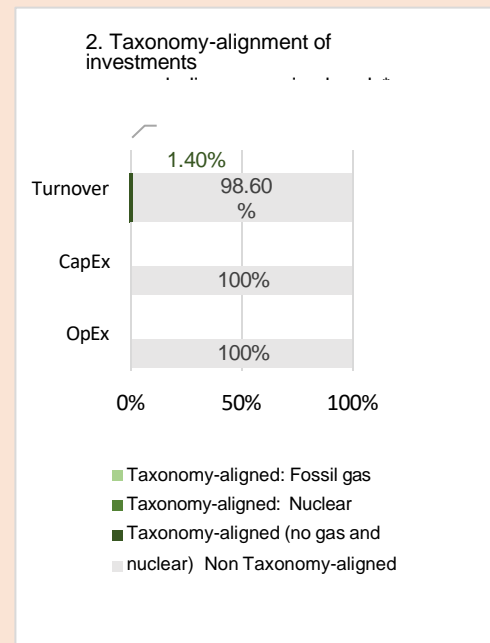 2. Taxonomy-alignment of
investments
1.40%
Turnover
98.60
%
CapEx
100%
OpEx
100%
0% 50% 100%
Taxonomy-aligned: Fossil gas
Taxonomy-aligned: Nuclear
Taxonomy-aligned (no gas and
nuclear) Non Taxonomy-aligned